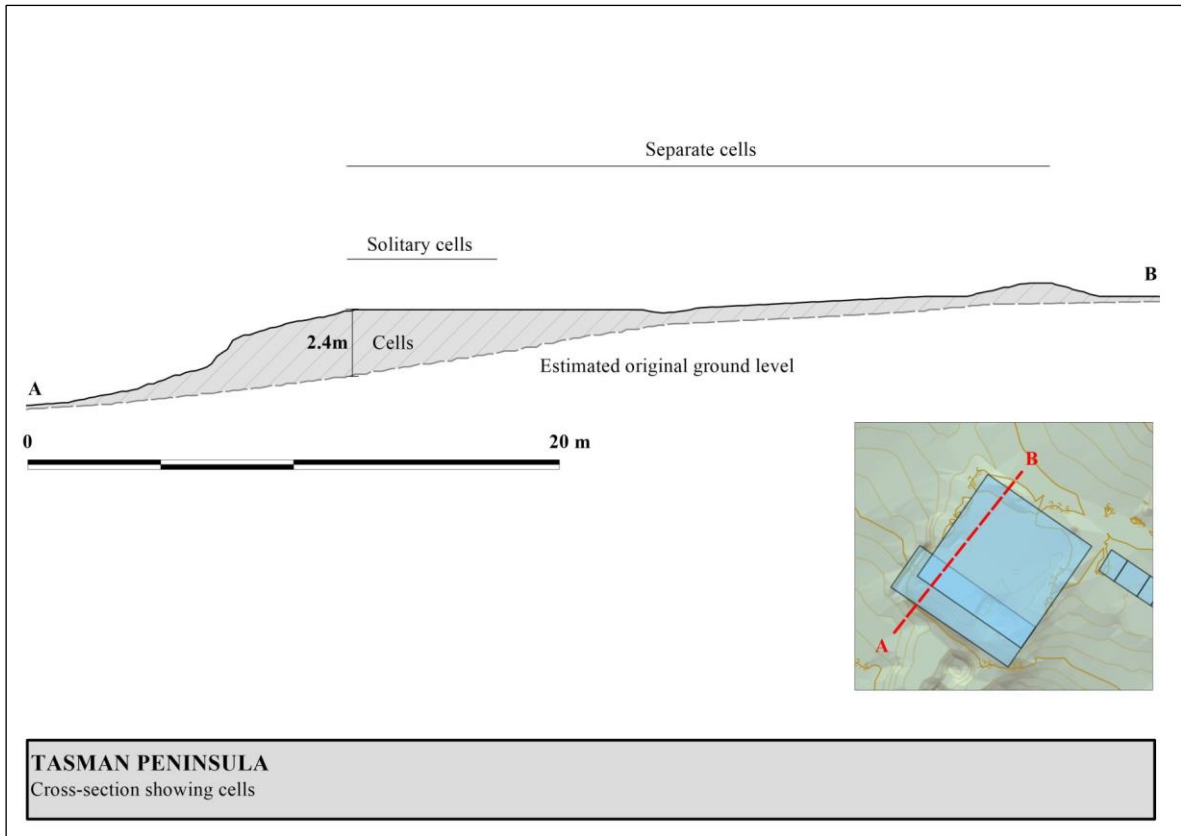 Separate cells
Solitary cells
B
2.4m
Cells
Estimated original ground level
A
0
20 m
B
A
TASMAN PENINSULA
Cross-section showing cells